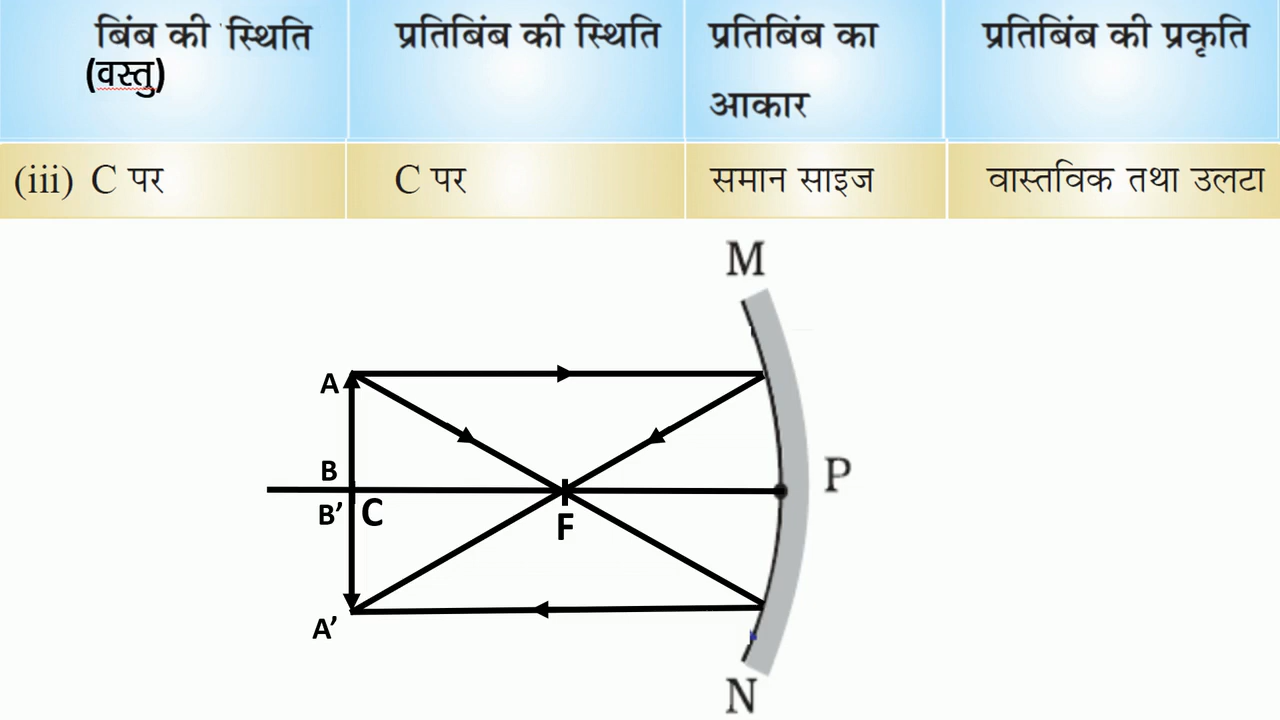 बिंब की स्थिति
(वस्तु)
प्रतिबिंब की स्थिति
प्रतिबिंब का
आकार
प्रतिबिंब की प्रकृति
(iii) C पर
C पर
समान साइज
वास्तविक तथा उलटा
M
A
B
P
B’
C
F
A’
N